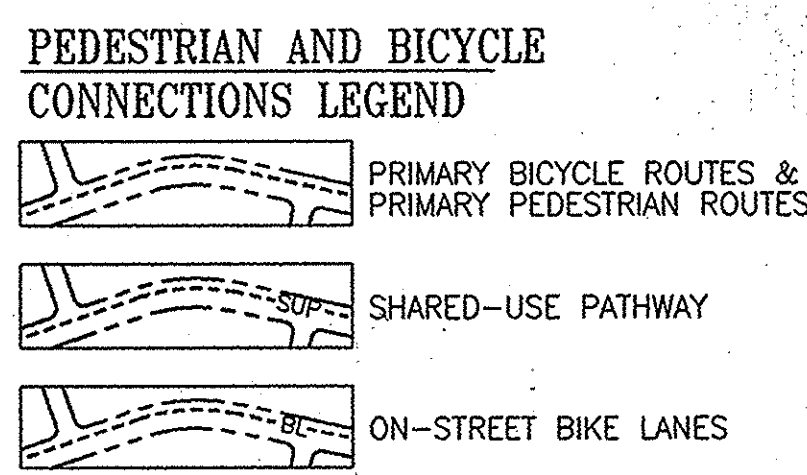 PEDESTRIAN AND BICYCLE
CONNECTIONS LEGEND
PRIMARY BICYCLE ROUTES &
PRIMARY PEDESTRIAN ROUTES
SUP
SHARED-USE PATHWAY
BL
ON-STREET BIKE LANES